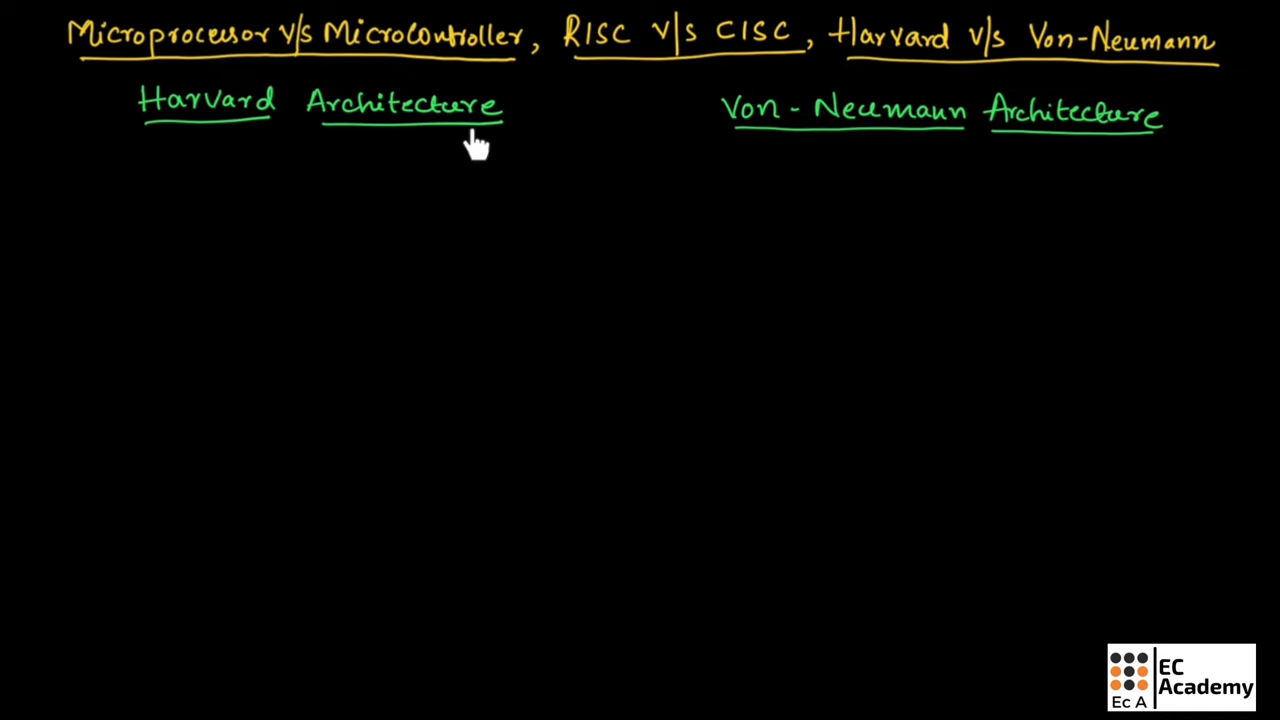 Microprocessor v/s Microcontroller, RISC v/s CISC, Harvard v/s Von-Neumann
Harvard Architecture
Von-Neumann Architecture
EC
Academy
Ec A